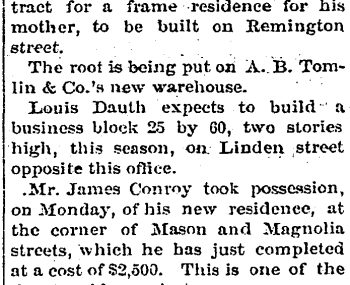 tract for a frame residence for his
mother, to be built on Remington
street.
The roof is being put on A. B. Tom-
lin & Co.'s new warehouse.
Louis Dauth expects to build a
business block 25 by 60, two stories
high, this season, on Linden street
opposite this office.
Mr. James Conroy took possession,
on Monday, of his new residence, at
the corner of Mason and Magnolia
streets, which he has just completed
at a cost of $2,500. This is one of the